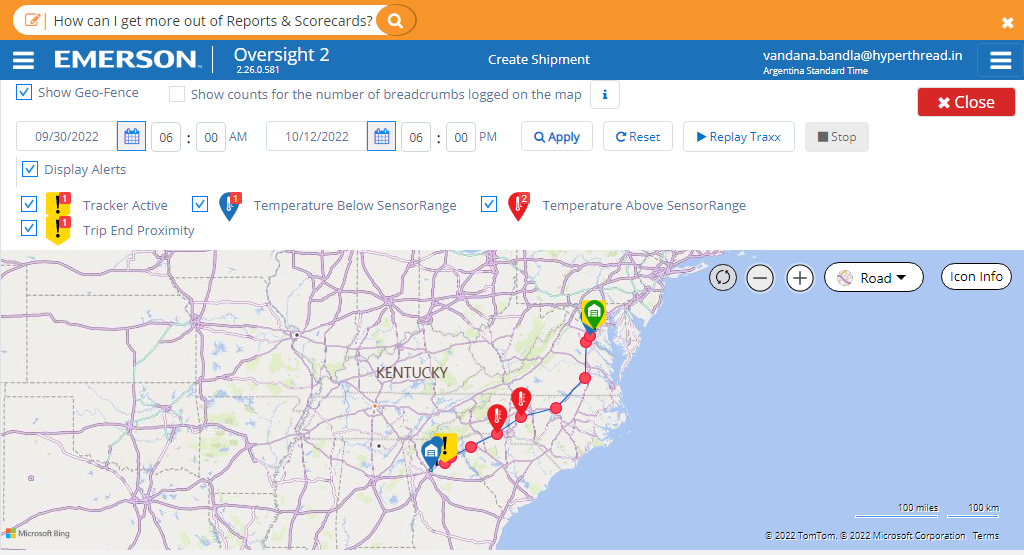 How can I get more out of Reports & Scorecards?
EMERSON™ Oversight 2
2.26.0.581
Create Shipment
vandana.bandla@hyperthread.in
Argentina Standard Time
Show Geo-Fence
Show counts for the number of breadcrumbs logged on the map
i
Close
09/30/2022 06 : 00 AM 10/12/2022 06 : 00 PM Apply Reset Replay Traxx Stop
Display Alerts
! 1 Tracker Active 1 Temperature Below SensorRange 2 Temperature Above SensorRange
! 1 Trip End Proximity
Road Icon Info
KENTUCKY
!
100 miles 100 km
Microsoft Bing
© 2022 TomTom, © 2022 Microsoft Corporation Terms